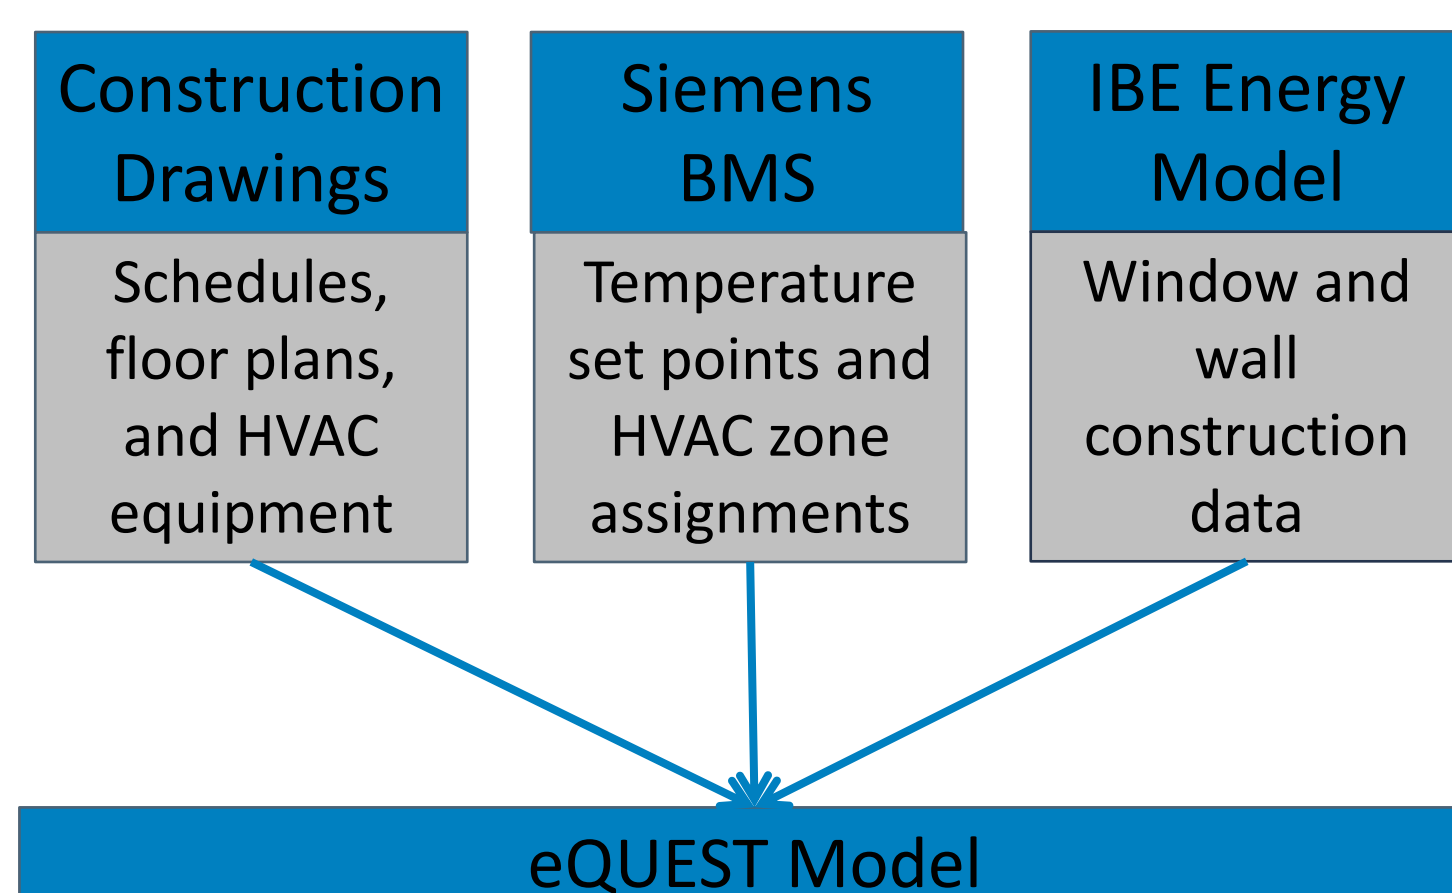 Construction
Drawings
Schedules,
floor plans,
and HVAC
equipment
Siemens
BMS
Temperature
set points and
HVAC zone
assignments
IBE Energy
Model
Window and
wall
construction
data
eQUEST Model